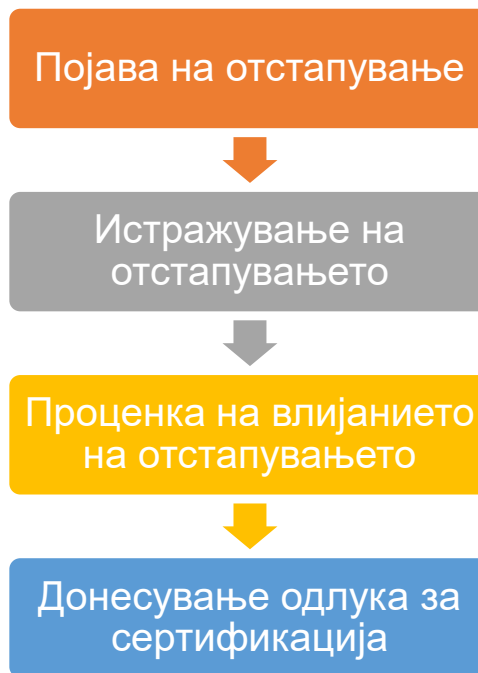 Појава на отстапување
Истражување на
отстапувањето
Проценка на влијанието
на отстапувањето
Донесување одлука за
сертификација